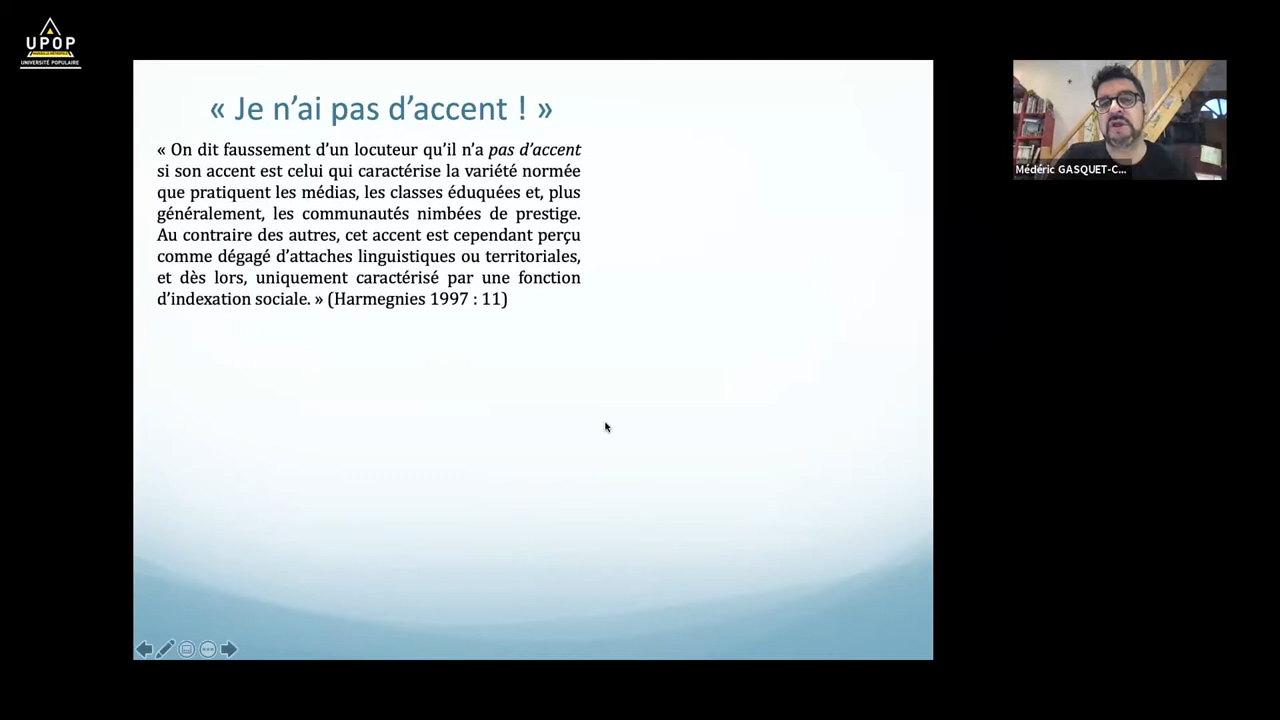 UPOP
UNIVERSITÉ POPULAIRE
« Je n’ai pas d’accent ! »
« On dit faussement d’un locuteur qu’il n’a pas d’accent
si son accent est celui qui caractérise la variété normée
que pratiquent les médias, les classes éduquées et, plus
généralement, les communautés nimbées de prestige.
Au contraire des autres, cet accent est cependant perçu
comme dégagé d’attaches linguistiques ou territoriales,
et dès lors, uniquement caractérisé par une fonction
d’indexation sociale. » (Harmegnies 1997 : 11)
Médéric GASQUET-C...